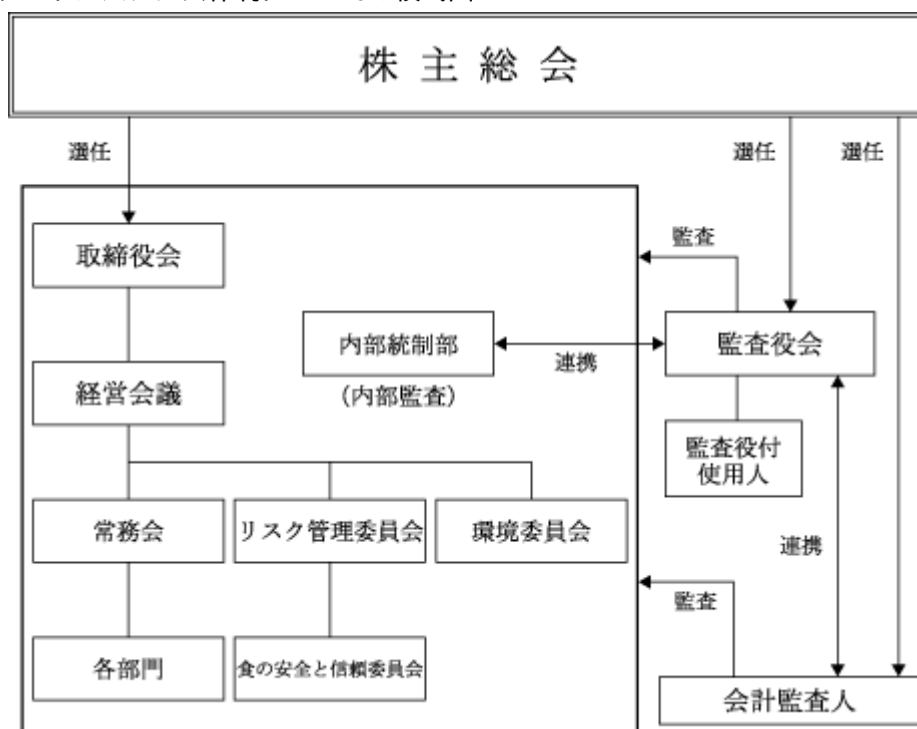 株主総会
選任
選任
選任
取締役会
監査
内部統制部
連携
監査役会
(内部監査)
経営会議
監査役付
使用人
常務会
リスク管理委員会
環境委員会
連携
監査
各部門
食の安全と信頼委員会
会計監査人